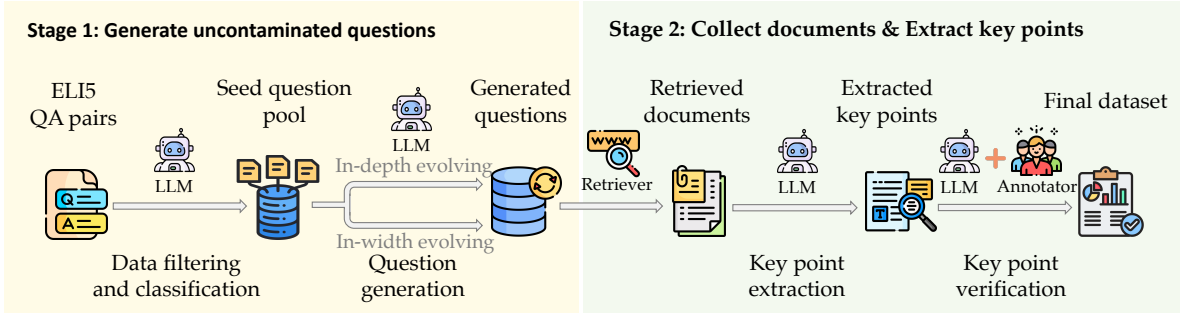 Stage 1: Generate uncontaminated questions
ELI5
QA pairs
LLM
Seed question
pool
LLM
Generated
questions
Q
A
In-depth evolving
In-width evolving
Data filtering
and classification
Question
generation
Stage 2: Collect documents & Extract key points
WWW
Retriever
Retrieved
documents
LLM
Extracted
key points
T
LLM
+
Annotator
Final dataset
Key point
extraction
Key point
verification